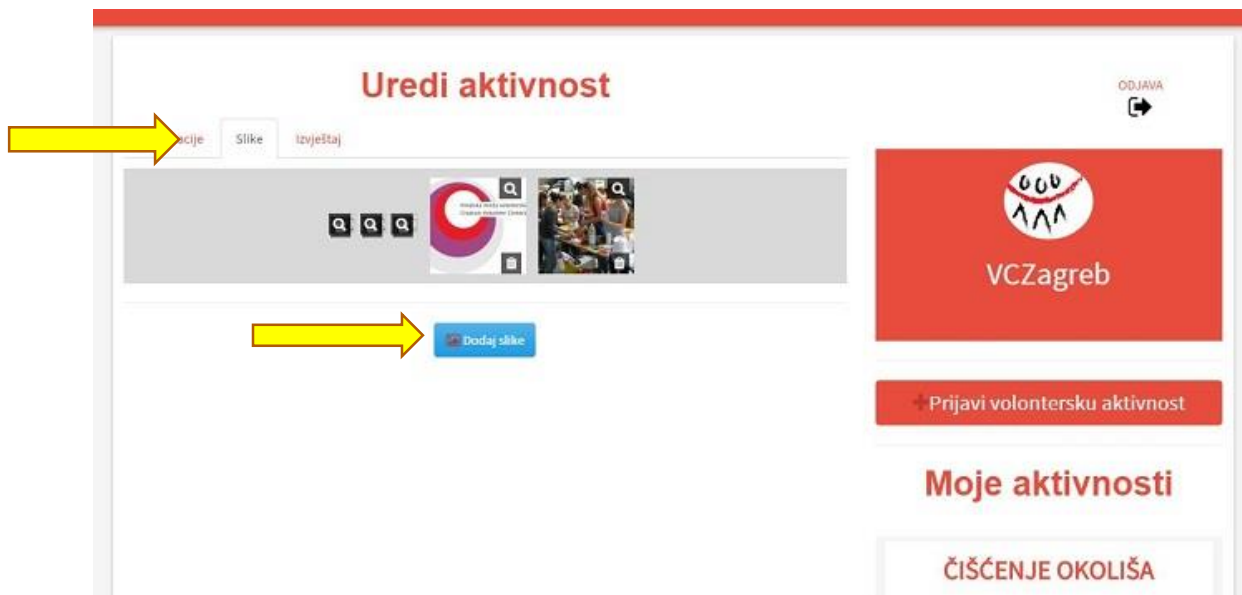 Uredi aktivnost
ODJAVA
acije Slike Izvještaj
VCZagreb
Dodaj slike
Prijavi volontersku aktivnost
Moje aktivnosti
ČIŠĆENJE OKOLIŠA